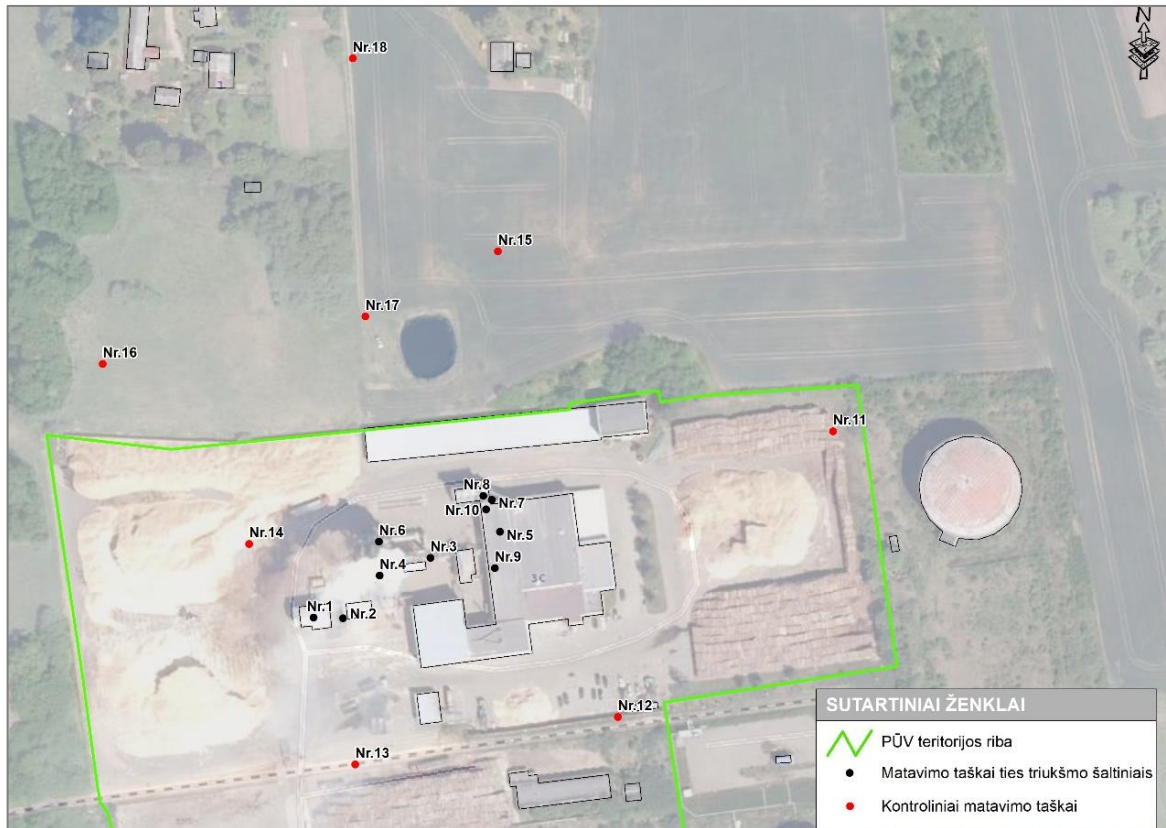 N
Nr.18
Nr.15
Nr.17
Nr.16
Nr.11
Nr.8
Nr.7
Nr.10
Nr.14
Nr.6
Nr.5
Nr.3
Nr.9
Nr.4
3C
Nr.1
Nr.2
Nr.12
Nr.13
SUTARTINIAI ŽENKLAI
PŪV teritorijos riba
Matavimo taškai ties triukšmo šaltiniais
Kontroliniai matavimo taškai